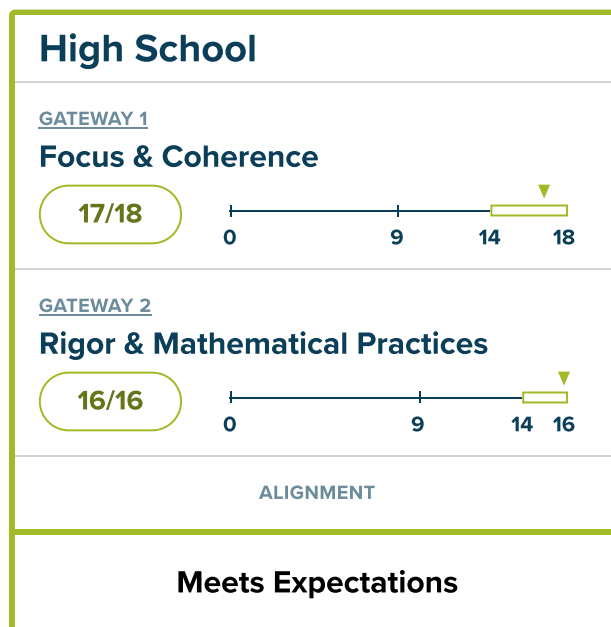 High School
GATEWAY 1
Focus & Coherence
17/18
0 9 14 18
GATEWAY 2
Rigor & Mathematical Practices
16/16
0 9 14 16
ALIGNMENT
Meets Expectations